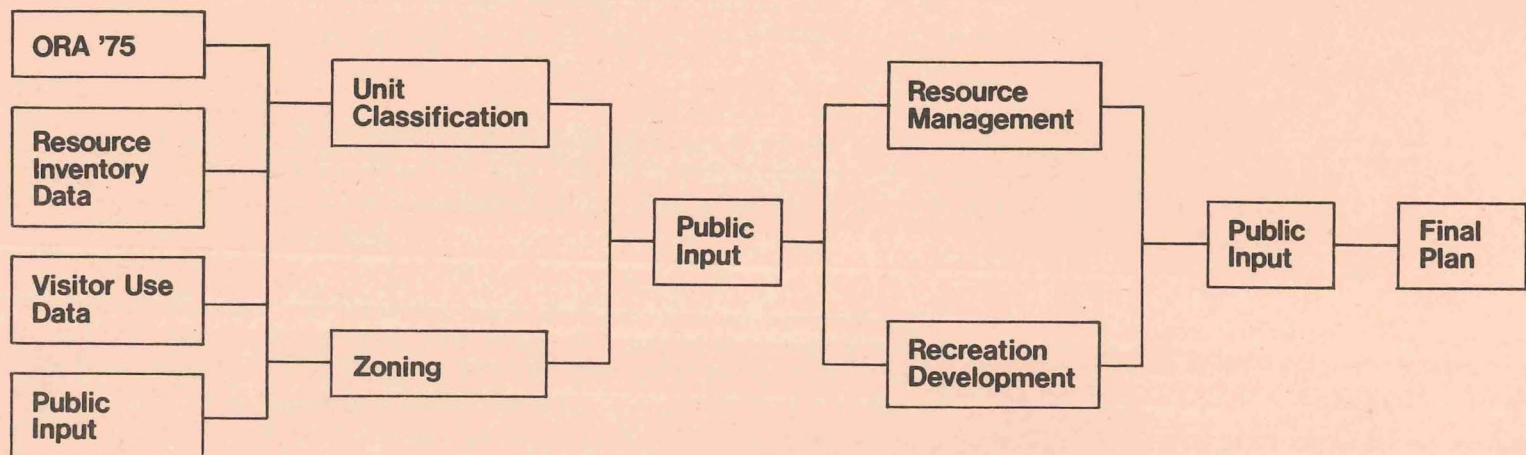 ORA '75
Resource
Inventory
Data
Visitor Use
Data
Public
Input
Unit
Classification
Zoning
Public
Input
Resource
Management
Recreation
Development
Public
Input
Final
Plan